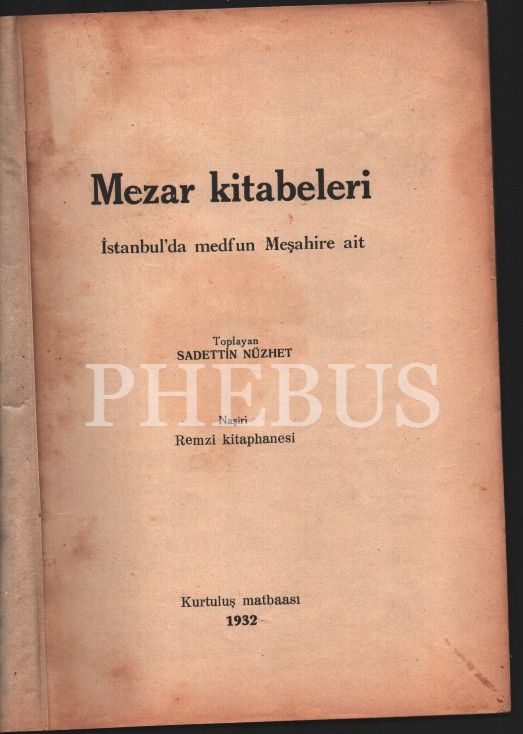 Mezar kitabeleri
İstanbul'da medfun Meşahire ait
Toplayan
SADETTİN NÜZHET
PHEBUS
Naşiri
Remzi kitaphanesi
Kurtuluş matbaası
1932